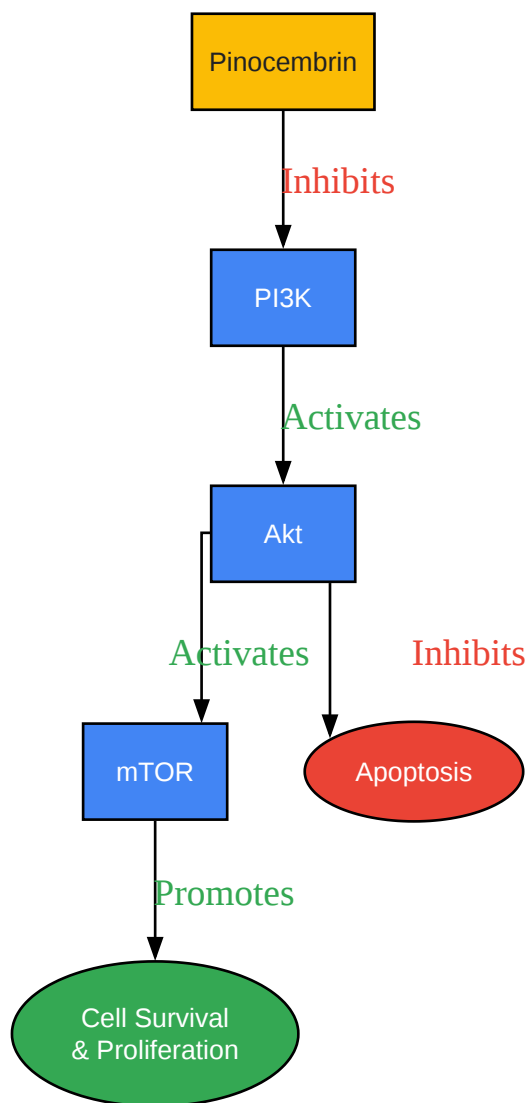 Pinocembrin
Inhibits
PI3K
Activates
Akt
Activates
Inhibits
mTOR
Apoptosis
Promotes
Cell Survival
& Proliferation